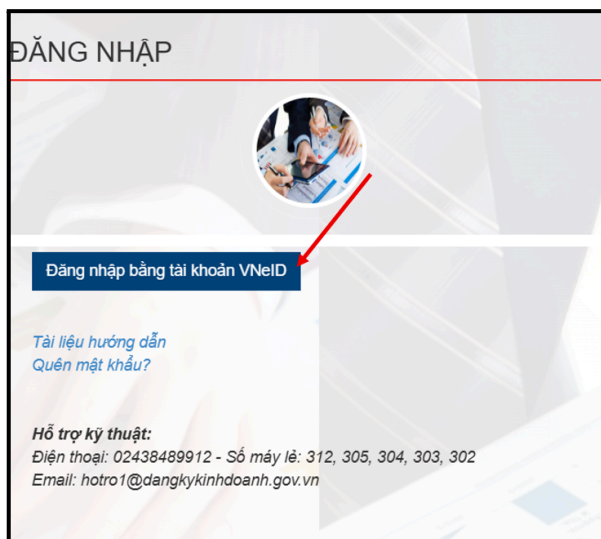 ĐĂNG NHẬP
Đăng nhập bằng tài khoản VNeID
Tài liệu hướng dẫn
Quên mật khẩu?
Hỗ trợ kỹ thuật:
Điện thoại: 02438489912 - Số máy lẻ: 312, 305, 304, 303, 302
Email: hotro1@dangkykinhdoanh.gov.vn